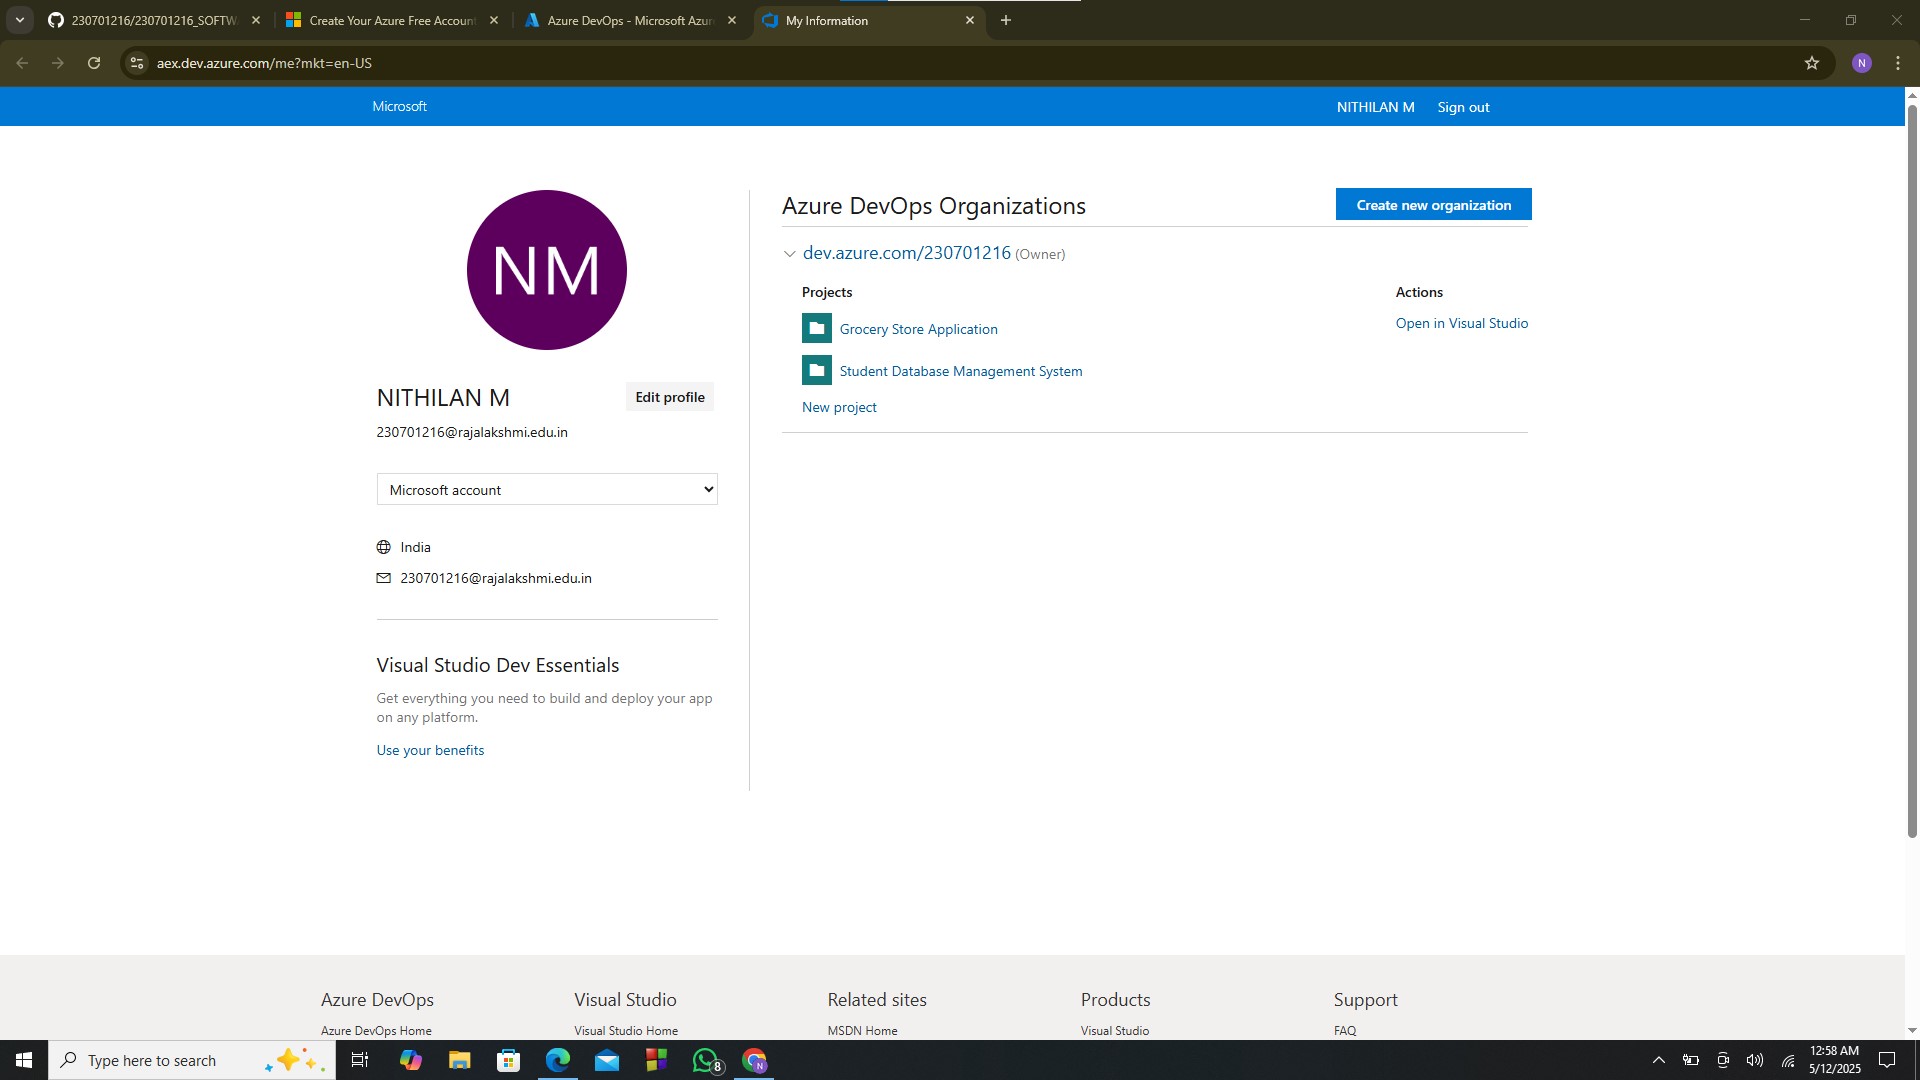 230701216/230701216_SOFTW
Create Your Azure Free Account
Azure DevOps - Microsoft Azur
My Information
aex.dev.azure.com/me?mkt=en-US
N
Microsoft
NITHILAN M
Sign out
NM
Azure DevOps Organizations
Create new organization
dev.azure.com/230701216 (Owner)
Projects
Actions
Grocery Store Application
Open in Visual Studio
Student Database Management System
New project
NITHILAN M
Edit profile
230701216@rajalakshmi.edu.in
Microsoft account
India
230701216@rajalakshmi.edu.in
Visual Studio Dev Essentials
Get everything you need to build and deploy your app
on any platform.
Use your benefits
Azure DevOps
Visual Studio
Related sites
Products
Support
Azure DevOps Home
Visual Studio Home
MSDN Home
Visual Studio
FAQ
Type here to search
8
N
12:58 AM
5/12/2025